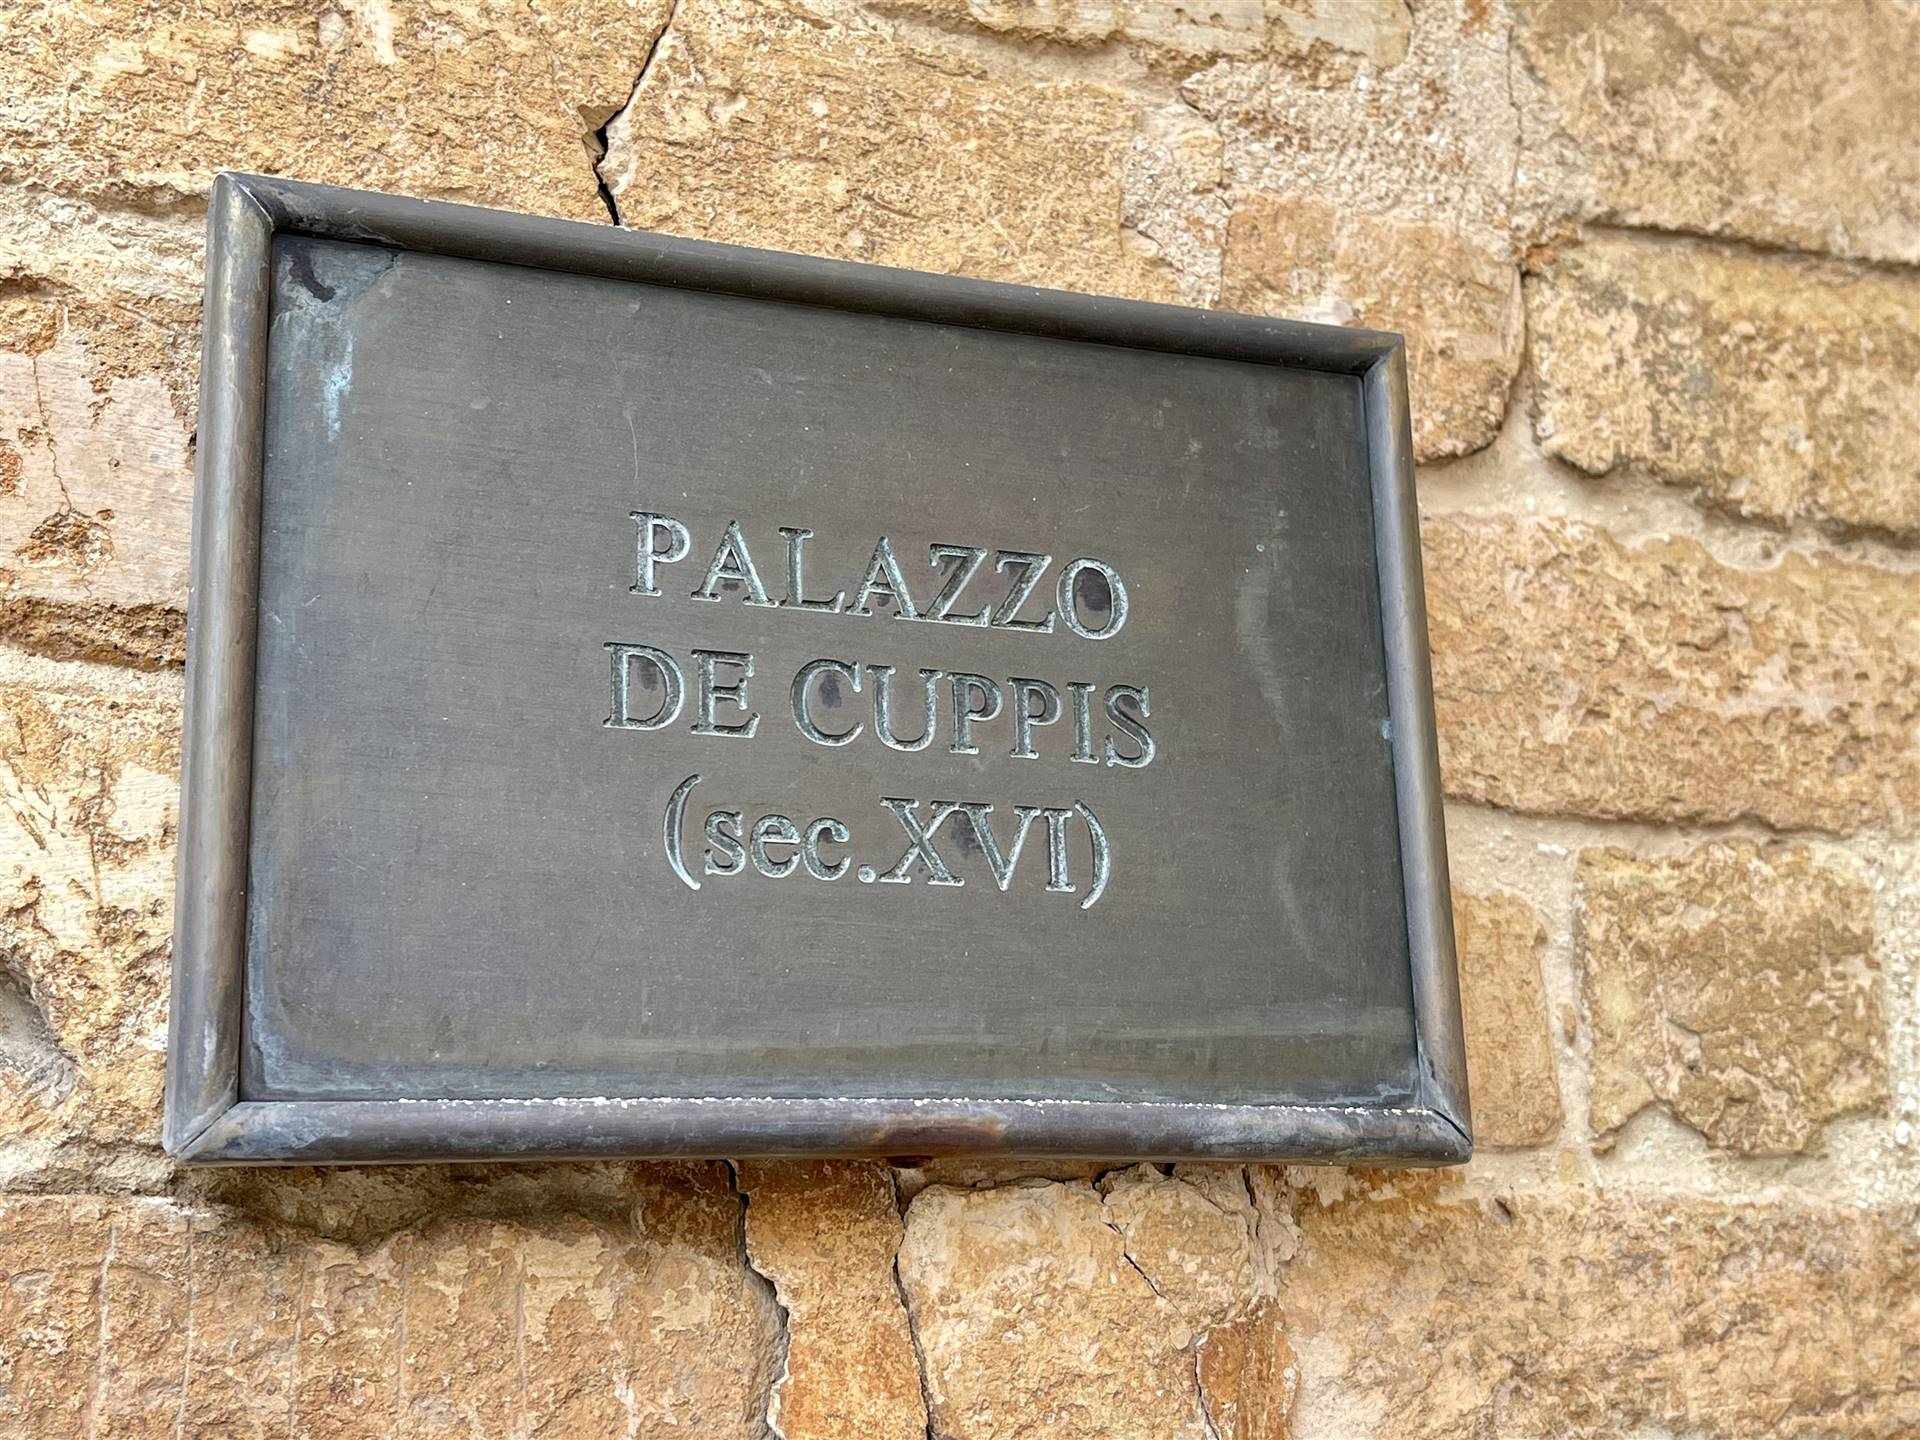 PALAZZO
DE CUPPIS
(sec.XVI)